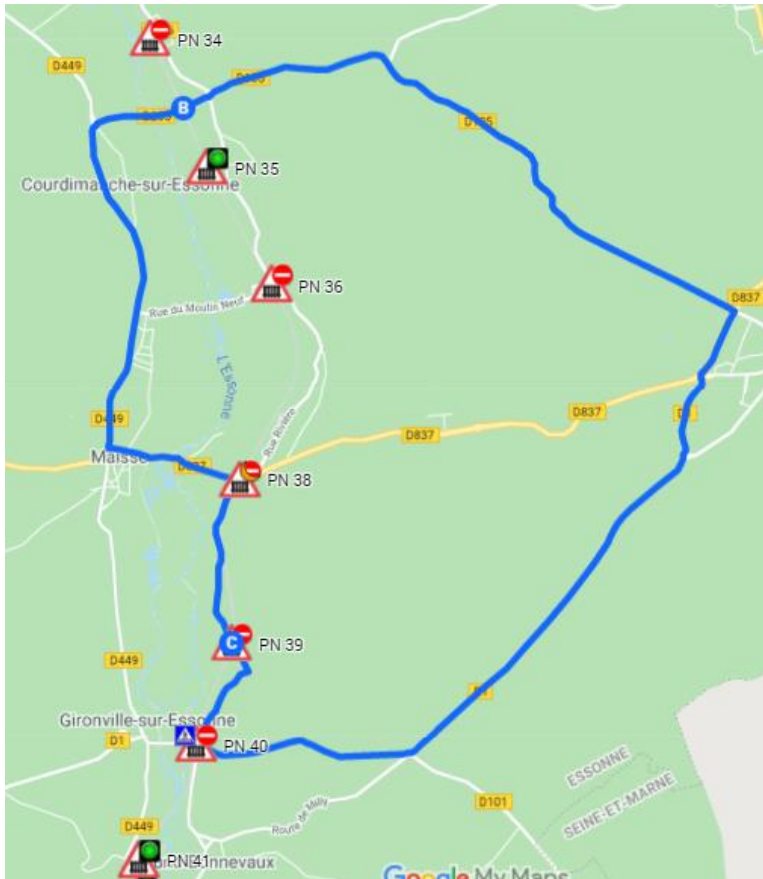 PN 34
D449
B
D105
PN 35
Courdimanche-sur-Essonne
PN 36
D837
Rue du Moulin Neuf
L'Essonne
D837
D449
D837
Rue Rivière
Maisse
D837
PN 38
C
PN 39
D449
D1
Gironville-sur-Essonne
D1
PN 40
ESSONNE
D101
SEINE-ET-MARNE
Route de Milly
D449
PN 41
Google My Maps